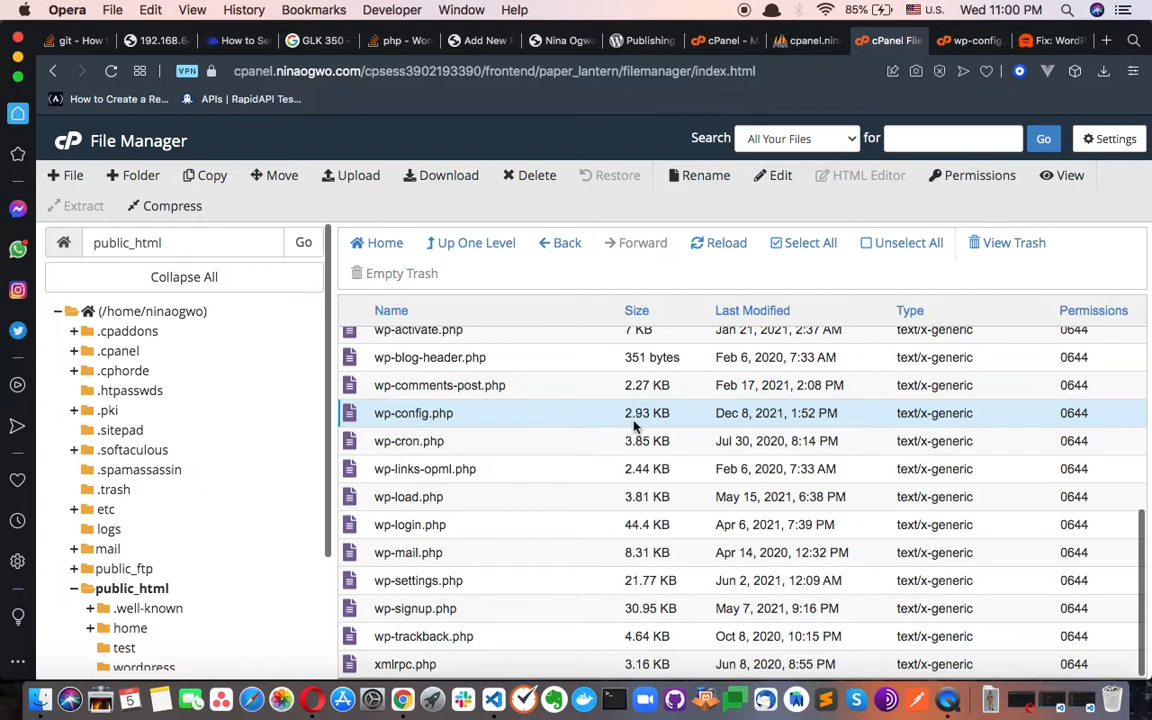 Opera File Edit View History Bookmarks Developer Window Help 85% U.S. Wed 11:00 PM
git - How t 192.168.6 How to Se GLK 350 - php - Wor Add New P Nina Ogwo Publishing cPanel - M cpanel.nin cPanel File wp-config. Fix: WordP
VPN cpanel.ninaogwo.com/cpsess3902193390/frontend/paper_lantern/filemanager/index.html
How to Create a Re... APIs | RapidAPI Tes...
cP File Manager Search All Your Files for Go Settings
File Folder Copy Move Upload Download Delete Restore Rename Edit HTML Editor Permissions View
Extract Compress
public_html Go Home Up One Level Back Forward Reload Select All Unselect All View Trash
Collapse All Empty Trash
(/home/ninaogwo)
.cpaddons
.cpanel
.cphorde
.htpasswds
.pki
.sitepad
.softaculous
.spamassassin
.trash
etc
logs
mail
public_ftp
public_html
.well-known
home
test
wordpress
Name Size Last Modified Type Permissions
wp-activate.php 7 KB Jan 21, 2021, 2:37 AM text/x-generic 0644
wp-blog-header.php 351 bytes Feb 6, 2020, 7:33 AM text/x-generic 0644
wp-comments-post.php 2.27 KB Feb 17, 2021, 2:08 PM text/x-generic 0644
wp-config.php 2.93 KB Dec 8, 2021, 1:52 PM text/x-generic 0644
wp-cron.php 3.85 KB Jul 30, 2020, 8:14 PM text/x-generic 0644
wp-links-opml.php 2.44 KB Feb 6, 2020, 7:33 AM text/x-generic 0644
wp-load.php 3.81 KB May 15, 2021, 6:38 PM text/x-generic 0644
wp-login.php 44.4 KB Apr 6, 2021, 7:39 PM text/x-generic 0644
wp-mail.php 8.31 KB Apr 14, 2020, 12:32 PM text/x-generic 0644
wp-settings.php 21.77 KB Jun 2, 2021, 12:09 AM text/x-generic 0644
wp-signup.php 30.95 KB May 7, 2021, 9:16 PM text/x-generic 0644
wp-trackback.php 4.64 KB Oct 8, 2020, 10:15 PM text/x-generic 0644
xmlrpc.php 3.16 KB Jun 8, 2020, 8:55 PM text/x-generic 0644
5